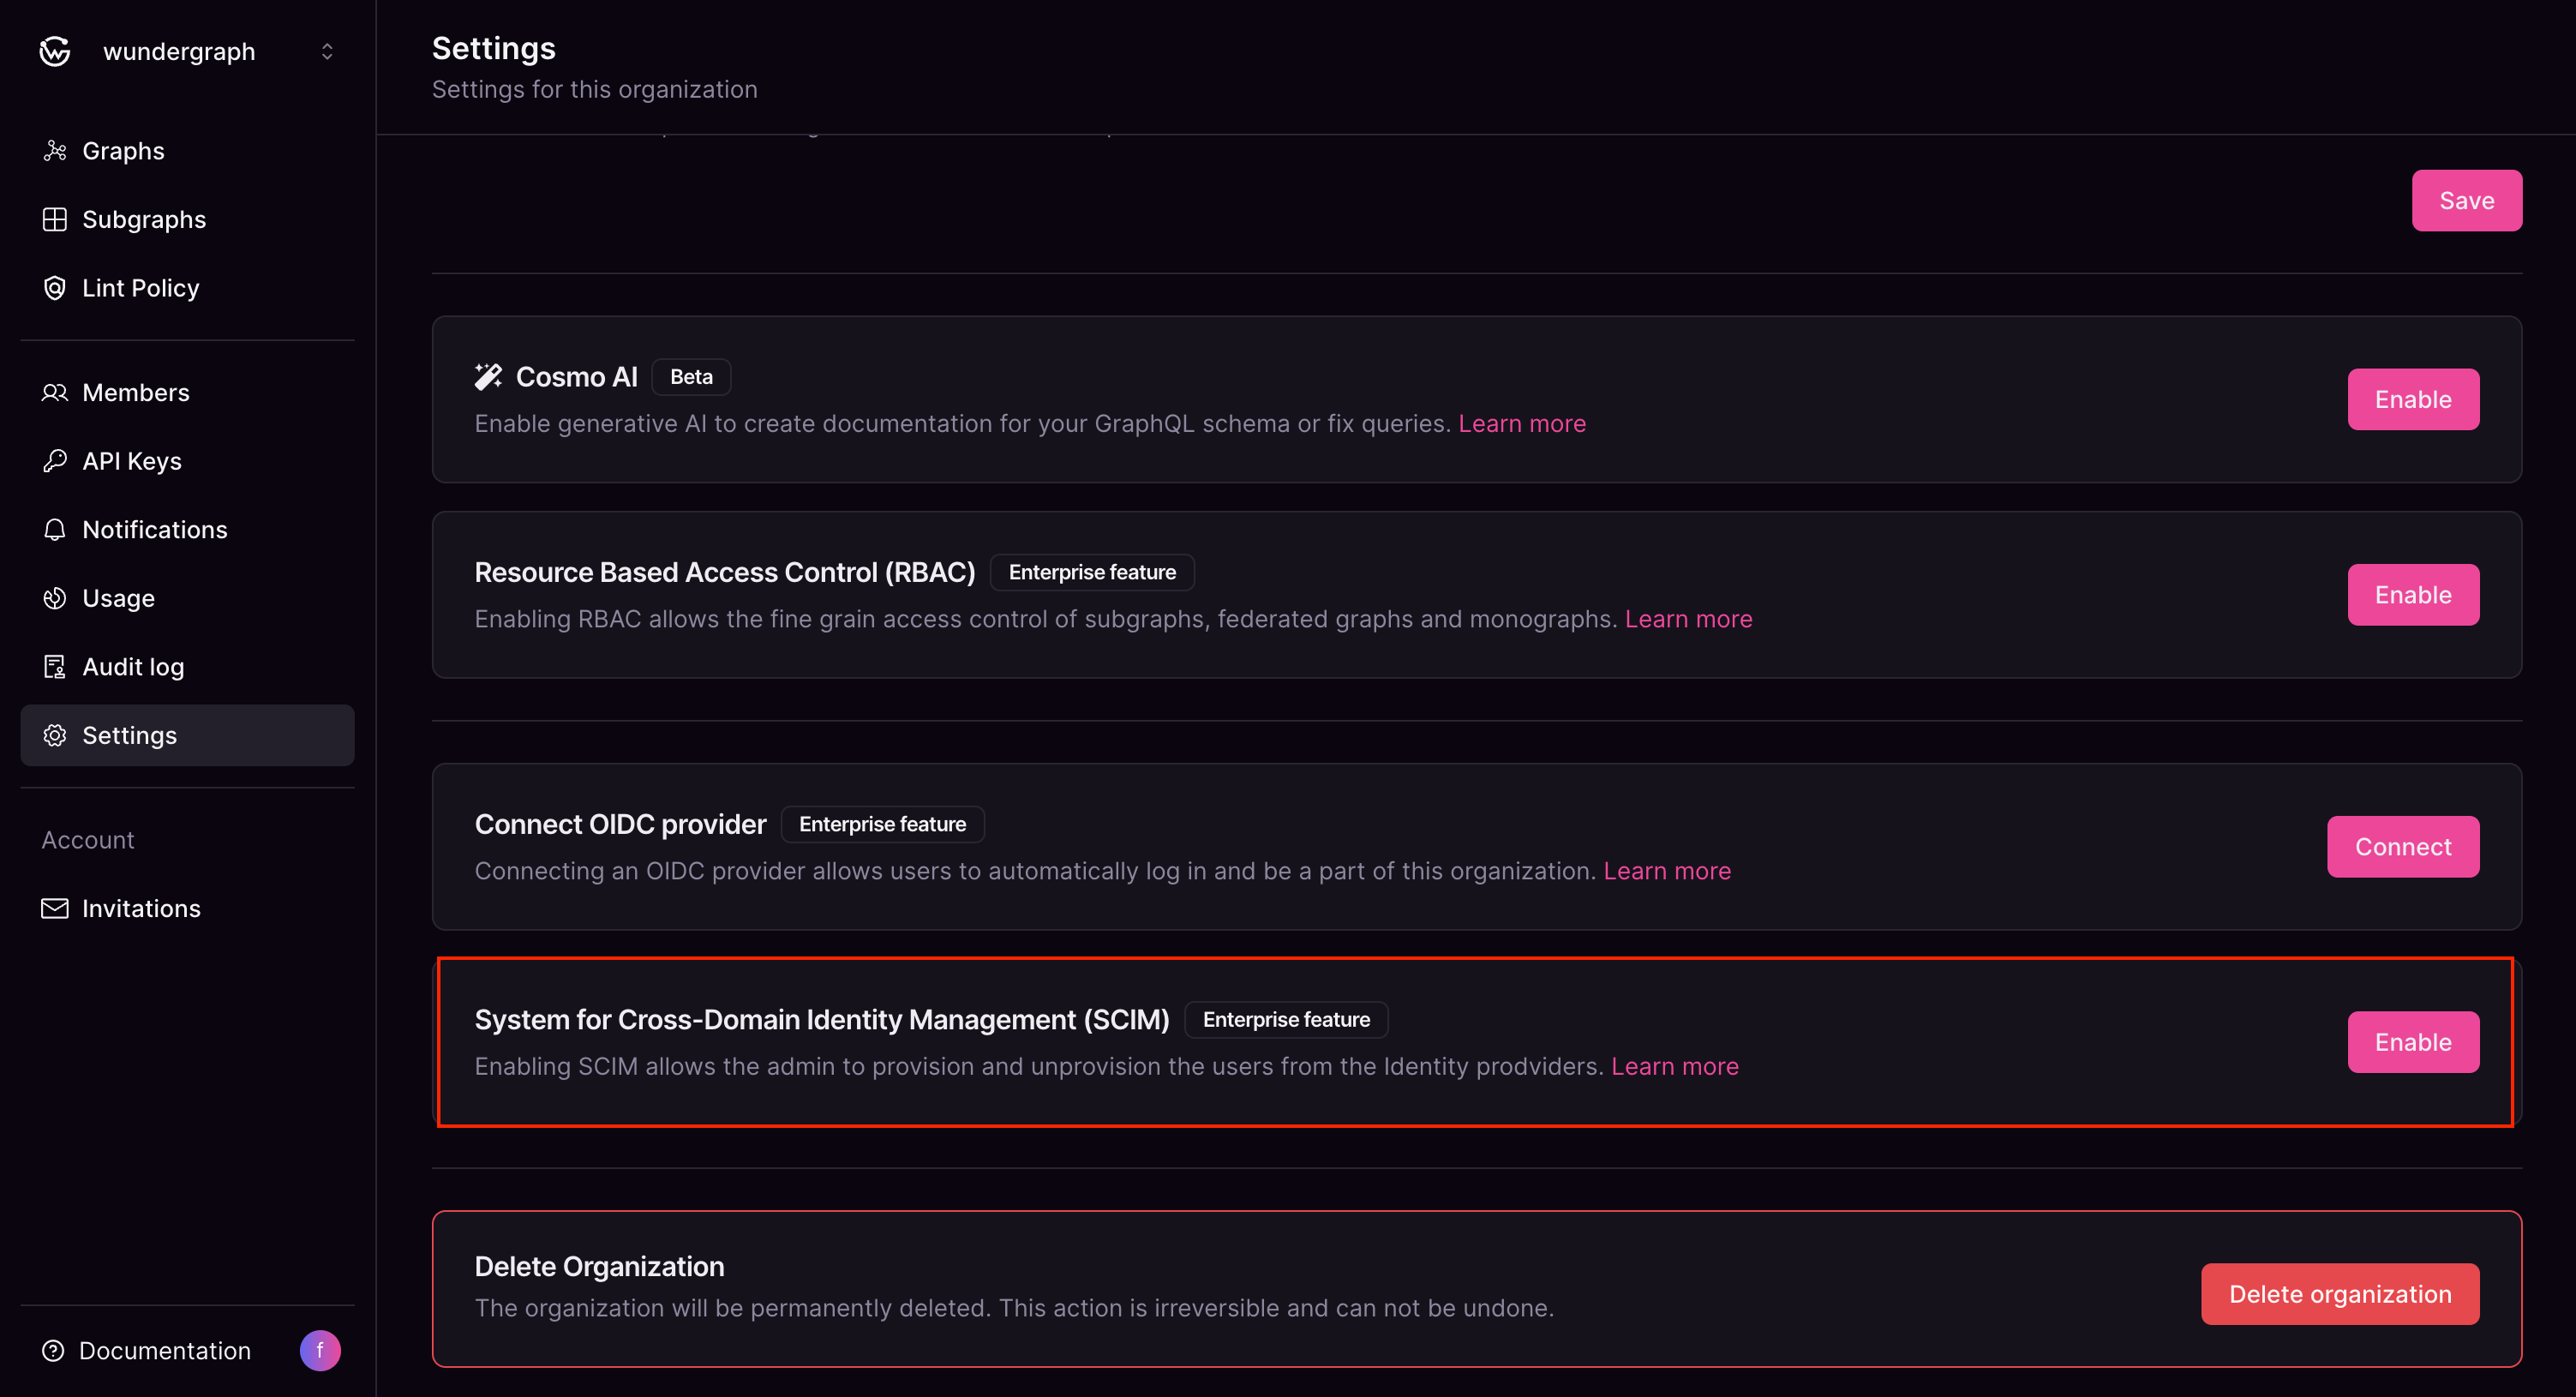 wundergraph
Graphs
Subgraphs
Lint Policy
Members
API Keys
Notifications
Usage
Audit log
Settings
Account
Invitations
Documentation
f
Settings
Settings for this organization
Save
Cosmo AI Beta
Enable generative AI to create documentation for your GraphQL schema or fix queries. Learn more
Enable
Resource Based Access Control (RBAC) Enterprise feature
Enabling RBAC allows the fine grain access control of subgraphs, federated graphs and monographs. Learn more
Enable
Connect OIDC provider Enterprise feature
Connecting an OIDC provider allows users to automatically log in and be a part of this organization. Learn more
Connect
System for Cross-Domain Identity Management (SCIM) Enterprise feature
Enabling SCIM allows the admin to provision and unprovision the users from the Identity prodviders. Learn more
Enable
Delete Organization
The organization will be permanently deleted. This action is irreversible and can not be undone.
Delete organization